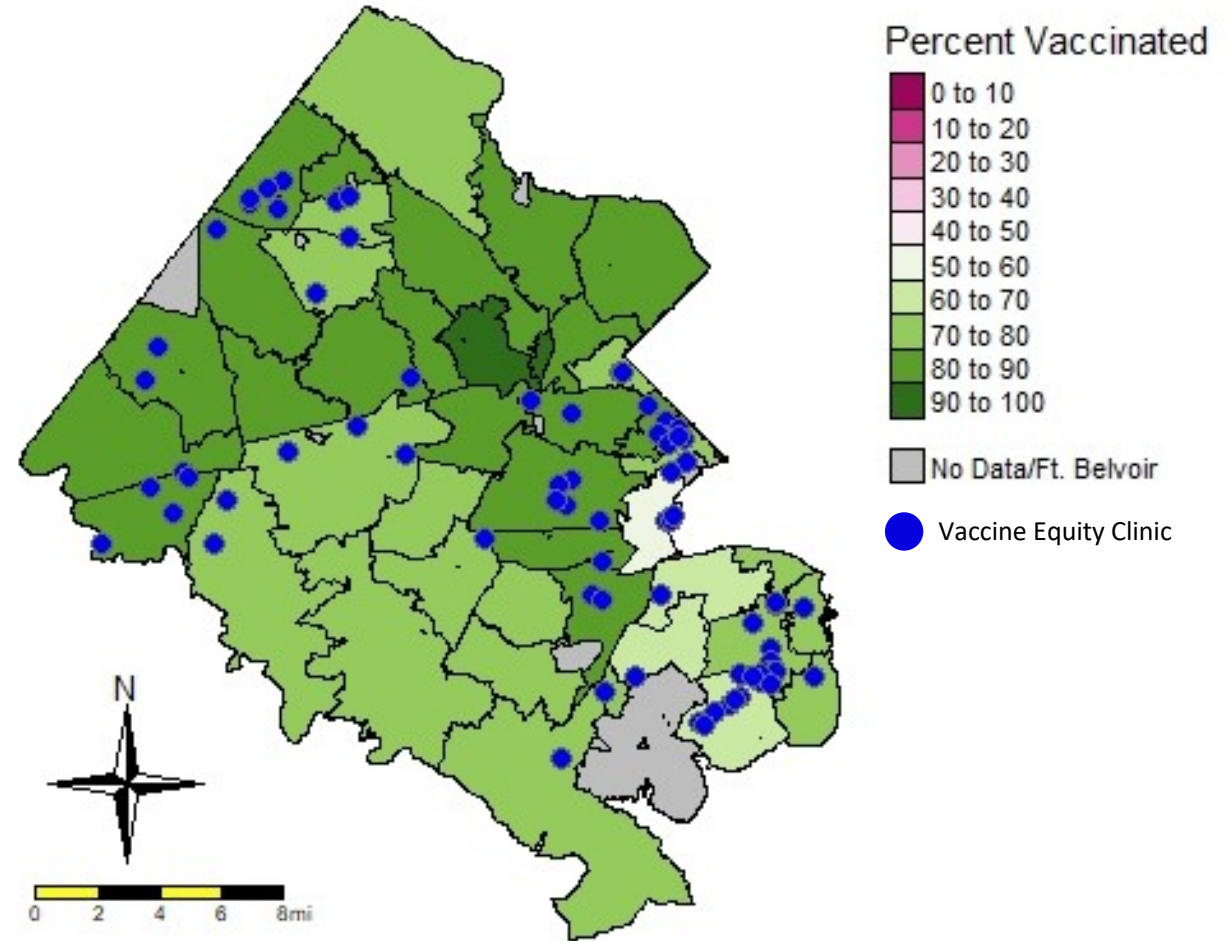 Percent Vaccinated
0 to 10
10 to 20
20 to 30
30 to 40
40 to 50
50 to 60
60 to 70
70 to 80
80 to 90
90 to 100
No Data/Ft. Belvoir
Vaccine Equity Clinic
N
0 2 4 6 8mi